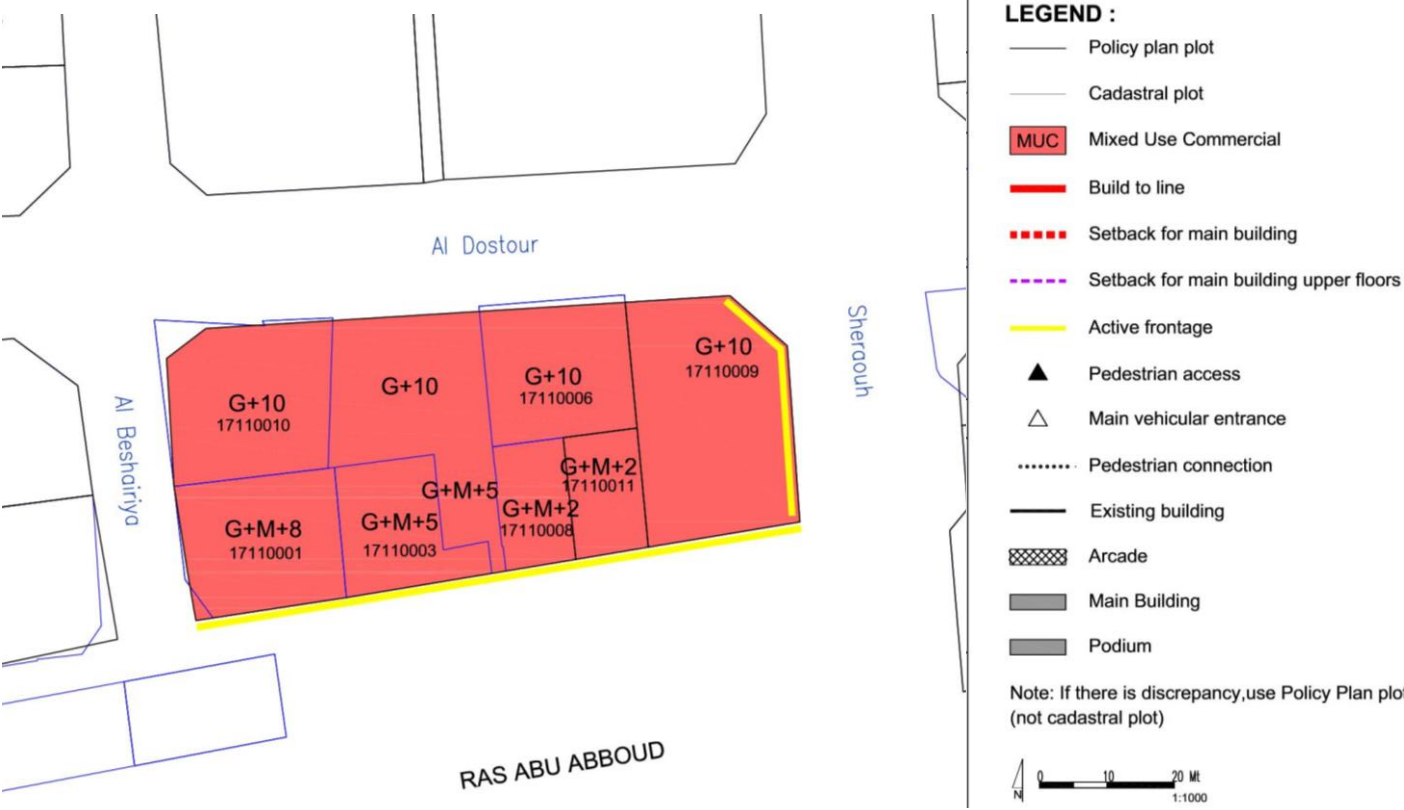 Al Dostour
Sheraouh
Al Beshairiya
G+10
17110010
G+10
G+10
17110006
G+10
17110009
G+M+8
17110001
G+M+5
17110003
G+M+5
G+M+2
17110008
G+M+2
17110011
RAS ABU ABBOUD
LEGEND :
Policy plan plot
Cadastral plot
MUC Mixed Use Commercial
Build to line
Setback for main building
Setback for main building upper floors
Active frontage
Pedestrian access
Main vehicular entrance
Pedestrian connection
Existing building
Arcade
Main Building
Podium
Note: If there is discrepancy,use Policy Plan plot
(not cadastral plot)
N
0 10 20 Mt
1:1000